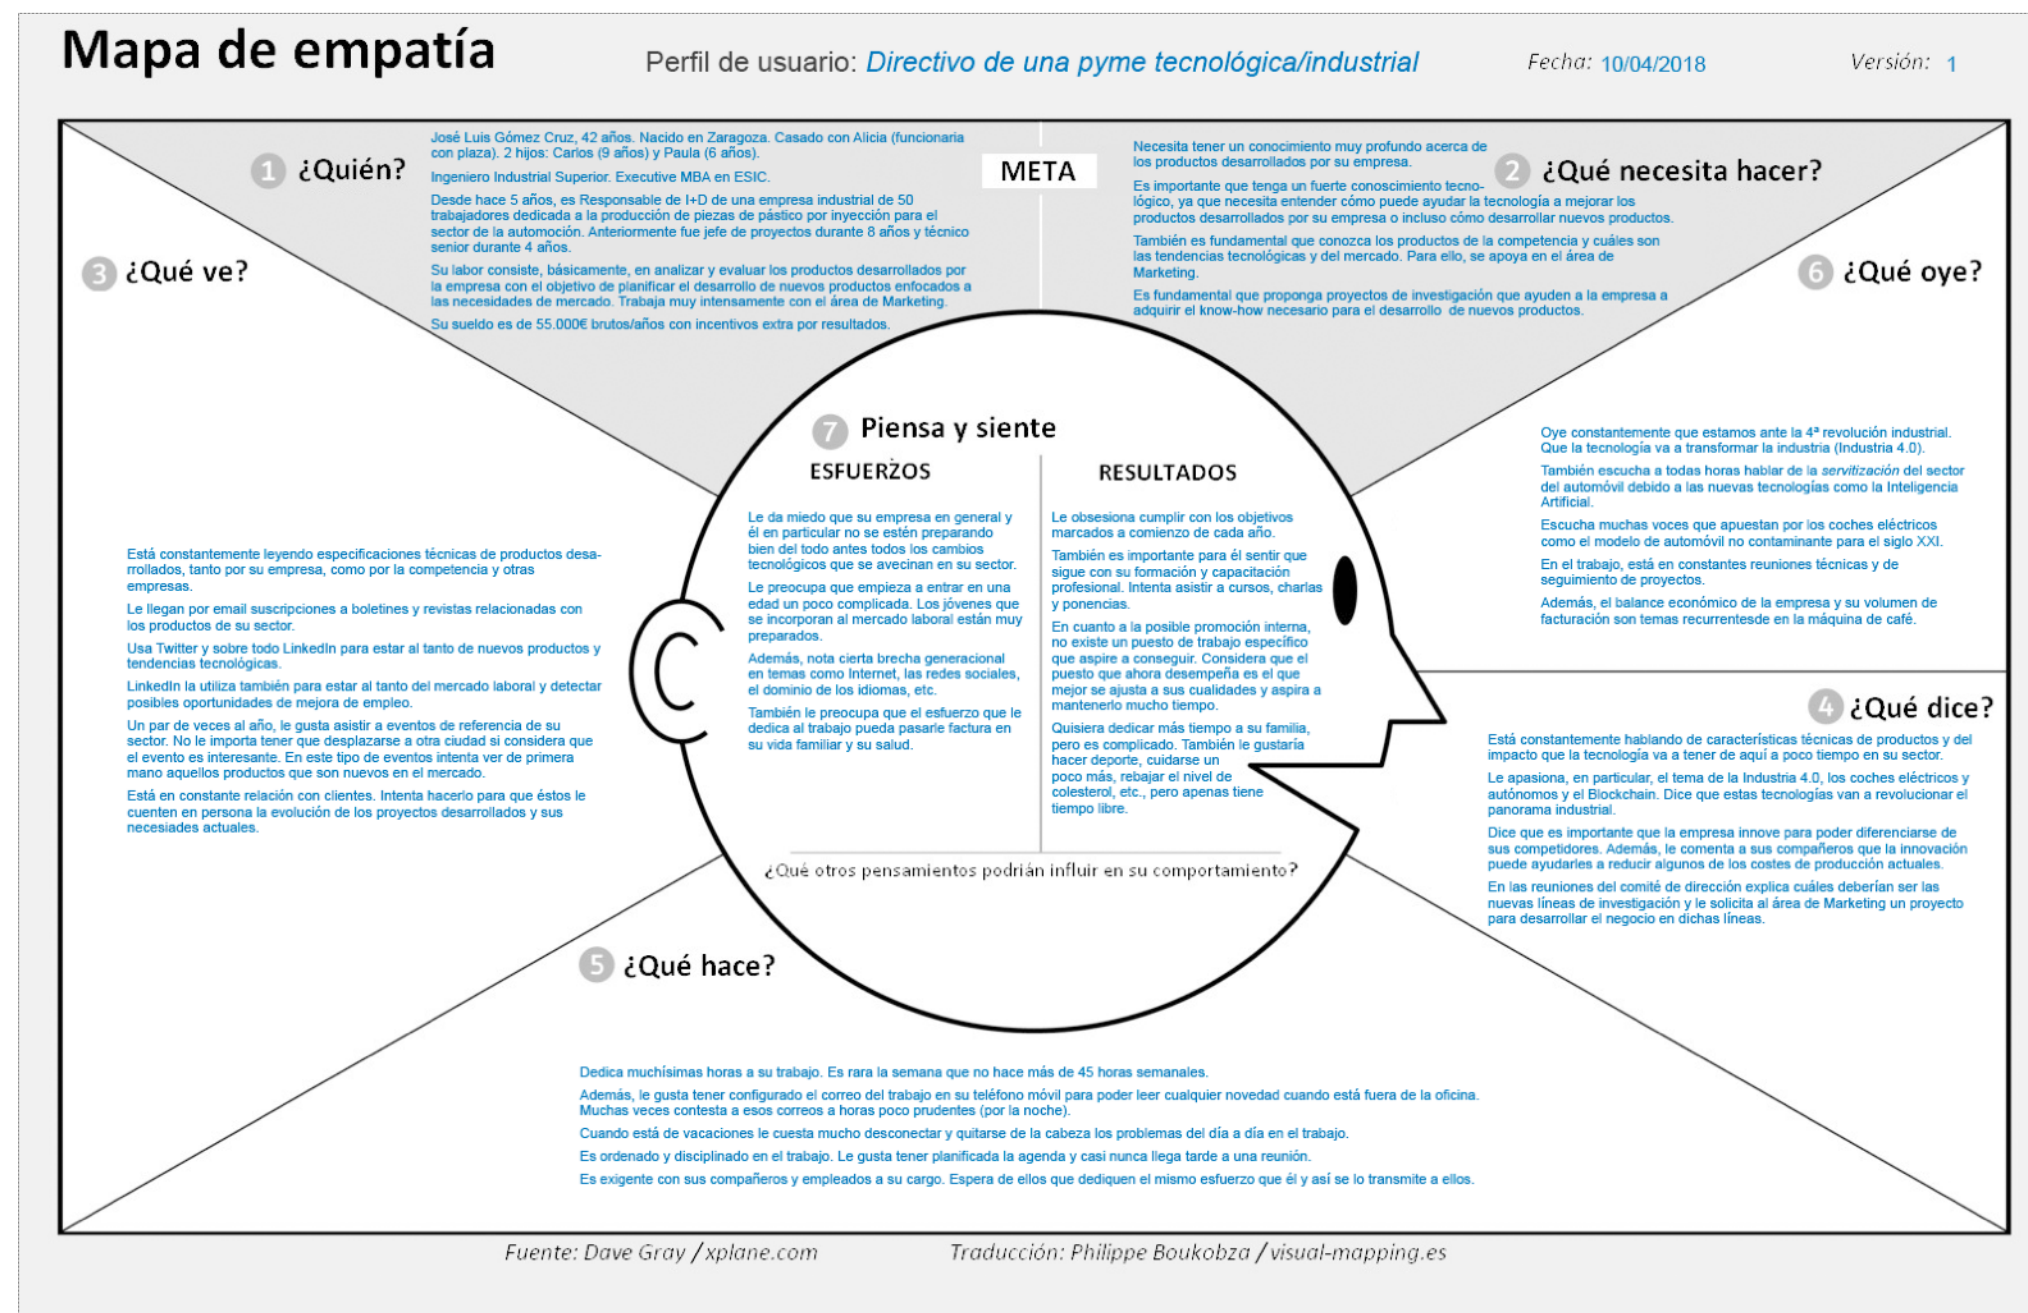 Mapa de empatía
Perfil de usuario: Directivo de una pyme tecnológica/industrial
Fecha: 10/04/2018
Versión: 1
1 ¿Quién?
José Luis Gómez Cruz, 42 años. Nacido en Zaragoza. Casado con Alicia (funcionaria
con plaza). 2 hijos: Carlos (9 años) y Paula (6 años).
Ingeniero Industrial Superior. Executive MBA en ESIC.
Desde hace 5 años, es Responsable de I+D de una empresa industrial de 50
trabajadores dedicada a la producción de piezas de pástico por inyección para el
sector de la automoción. Anteriormente fue jefe de proyectos durante 8 años y técnico
senior durante 4 años.
Su labor consiste, básicamente, en analizar y evaluar los productos desarrollados por
la empresa con el objetivo de planificar el desarrollo de nuevos productos enfocados a
las necesidades de mercado. Trabaja muy intensamente con el área de Marketing.
Su sueldo es de 55.000€ brutos/años con incentivos extra por resultados.
META
2 ¿Qué necesita hacer?
Necesita tener un conocimiento muy profundo acerca de
los productos desarrollados por su empresa.
Es importante que tenga un fuerte conoscimiento tecno-
lógico, ya que necesita entender cómo puede ayudar la tecnología a mejorar los
productos desarrollados por su empresa o incluso cómo desarrollar nuevos productos.
También es fundamental que conozca los productos de la competencia y cuáles son
las tendencias tecnológicas y del mercado. Para ello, se apoya en el área de
Marketing.
Es fundamental que proponga proyectos de investigación que ayuden a la empresa a
adquirir el know-how necesario para el desarrollo de nuevos productos.
3 ¿Qué ve?
Está constantemente leyendo especificaciones técnicas de productos desa-
rrollados, tanto por su empresa, como por la competencia y otras
empresas.
Le llegan por email suscripciones a boletines y revistas relacionadas con
los productos de su sector.
Usa Twitter y sobre todo LinkedIn para estar al tanto de nuevos productos y
tendencias tecnológicas.
LinkedIn la utiliza también para estar al tanto del mercado laboral y detectar
posibles oportunidades de mejora de empleo.
Un par de veces al año, le gusta asistir a eventos de referencia de su
sector. No le importa tener que desplazarse a otra ciudad si considera que
el evento es interesante. En este tipo de eventos intenta ver de primera
mano aquellos productos que son nuevos en el mercado.
Está en constante relación con clientes. Intenta hacerlo para que éstos le
cuenten en persona la evolución de los proyectos desarrollados y sus
necesiades actuales.
6 ¿Qué oye?
Oye constantemente que estamos ante la 4ª revolución industrial.
Que la tecnología va a transformar la industria (Industria 4.0).
También escucha a todas horas hablar de la servitización del sector
del automóvil debido a las nuevas tecnologías como la Inteligencia
Artificial.
Escucha muchas voces que apuestan por los coches eléctricos
como el modelo de automóvil no contaminante para el siglo XXI.
En el trabajo, está en constantes reuniones técnicas y de
seguimiento de proyectos.
Además, el balance económico de la empresa y su volumen de
facturación son temas recurrentesde en la máquina de café.
7 Piensa y siente
ESFUERZOS
Le da miedo que su empresa en general y
él en particular no se estén preparando
bien del todo antes todos los cambios
tecnológicos que se avecinan en su sector.
Le preocupa que empieza a entrar en una
edad un poco complicada. Los jóvenes que
se incorporan al mercado laboral están muy
preparados.
Además, nota cierta brecha generacional
en temas como Internet, las redes sociales,
el dominio de los idiomas, etc.
También le preocupa que el esfuerzo que le
dedica al trabajo pueda pasarle factura en
su vida familiar y su salud.
RESULTADOS
Le obsesiona cumplir con los objetivos
marcados a comienzo de cada año.
También es importante para él sentir que
sigue con su formación y capacitación
profesional. Intenta asistir a cursos, charlas
y ponencias.
En cuanto a la posible promoción interna,
no existe un puesto de trabajo específico
que aspire a conseguir. Considera que el
puesto que ahora desempeña es el que
mejor se ajusta a sus cualidades y aspira a
mantenerlo mucho tiempo.
Quisiera dedicar más tiempo a su familia,
pero es complicado. También le gustaría
hacer deporte, cuidarse un
poco más, rebajar el nivel de
colesterol, etc., pero apenas tiene
tiempo libre.
¿Qué otros pensamientos podrián influir en su comportamiento?
4 ¿Qué dice?
Está constantemente hablando de características técnicas de productos y del
impacto que la tecnología va a tener de aquí a poco tiempo en su sector.
Le apasiona, en particular, el tema de la Industria 4.0, los coches eléctricos y
autónomos y el Blockchain. Dice que estas tecnologías van a revolucionar el
panorama industrial.
Dice que es importante que la empresa innove para poder diferenciarse de
sus competidores. Además, le comenta a sus compañeros que la innovación
puede ayudarles a reducir algunos de los costes de producción actuales.
En las reuniones del comité de dirección explica cuáles deberían ser las
nuevas líneas de investigación y le solicita al área de Marketing un proyecto
para desarrollar el negocio en dichas líneas.
5 ¿Qué hace?
Dedica muchísimas horas a su trabajo. Es rara la semana que no hace más de 45 horas semanales.
Además, le gusta tener configurado el correo del trabajo en su teléfono móvil para poder leer cualquier novedad cuando está fuera de la oficina.
Muchas veces contesta a esos correos a horas poco prudentes (por la noche).
Cuando está de vacaciones le cuesta mucho desconectar y quitarse de la cabeza los problemas del día a día en el trabajo.
Es ordenado y disciplinado en el trabajo. Le gusta tener planificada la agenda y casi nunca llega tarde a una reunión.
Es exigente con sus compañeros y empleados a su cargo. Espera de ellos que dediquen el mismo esfuerzo que él y así se lo transmite a ellos.
Fuente: Dave Gray / xplane.com
Traducción: Philippe Boukobza / visual-mapping.es